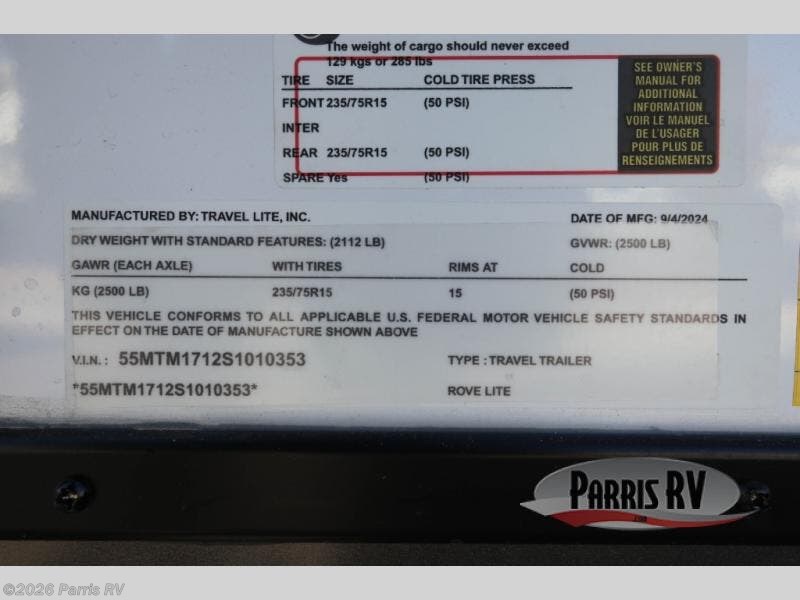 The weight of cargo should never exceed
129 kgs or 285 lbs
TIRE SIZE COLD TIRE PRESS
FRONT 235/75R15 (50 PSI)
INTER
REAR 235/75R15 (50 PSI)
SPARE Yes (50 PSI)
SEE OWNER'S
MANUAL FOR
ADDITIONAL
INFORMATION
VOIR LE MANUEL
DE L'USAGER
POUR PLUS DE
RENSEIGNEMENTS
MANUFACTURED BY: TRAVEL LITE, INC. DATE OF MFG: 9/4/2024
DRY WEIGHT WITH STANDARD FEATURES: (2112 LB) GVWR: (2500 LB)
GAWR (EACH AXLE) WITH TIRES RIMS AT COLD
KG (2500 LB) 235/75R15 15 (50 PSI)
THIS VEHICLE CONFORMS TO ALL APPLICABLE U.S. FEDERAL MOTOR VEHICLE SAFETY STANDARDS IN
EFFECT ON THE DATE OF MANUFACTURE SHOWN ABOVE
V.I.N. : 55MTM1712S1010353 TYPE : TRAVEL TRAILER
*55MTM1712S1010353* ROVE LITE
PARRIS RV
©2026 Parris RV